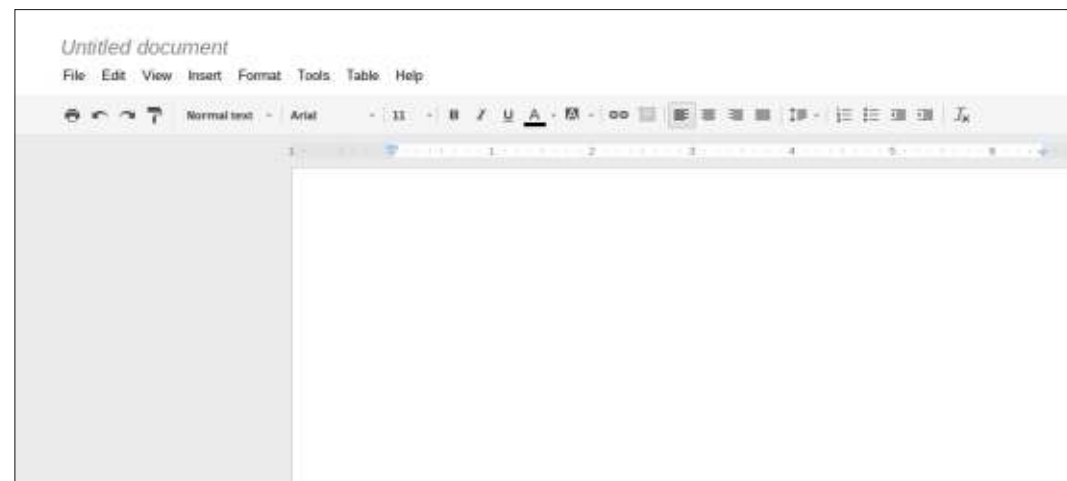 Untitled document
File Edit View Insert Format Tools Table Help
Normal text Arial 11 B I U A A
1 1 2 3 4 5 6